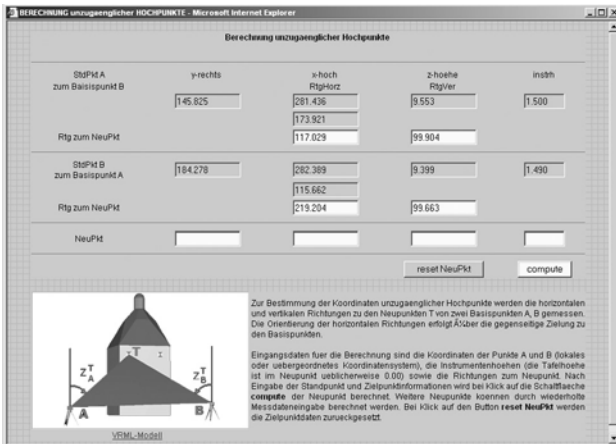 BERECHNUNG unzugaenglicher HOCHPUNKTE - Microsoft Internet Explorer
Berechnung unzugaenglicher Hochpunkte
StdPkt A y-rechts x-hoch z-hoehe instrh
zum Baisispunkt B RtgHorz RtgVer
145.825 281.436 9.553 1.500
173.921
Rtg zum NeuPkt 117.029 99.904
StdPkt B
zum Basispunkt A 184.278 282.389 9.399 1.490
115.662
Rtg zum NeuPkt 219.204 99.663
NeuPkt
reset NeuPkt compute
T
Z T A
Z T B
A B
VRML-Modell
Zur Bestimmung der Koordinaten unzugaenglicher Hochpunkte werden die horizontalen
und vertikalen Richtungen zu den Neupunkten T von zwei Basispunkten A, B gemessen.
Die Orientierung der horizontalen Richtungen erfolgt Ã¼ber die gegenseitige Zielung zu
den Basispunkten.
Eingangsdaten fuer die Berechnung sind die Koordinaten der Punkte A und B (lokales
oder uebergeordnetes Koordinatensystem), die Instrumentenhoehen (die Tafelhoehe
ist im Neupunkt ueblicherweise 0.00) sowie die Richtungen zum Neupunkt. Nach
Eingabe der Standpunkt und Zielpunktinformationen wird bei Klick auf die Schaltflaeche
compute der Neupunkt berechnet. Weitere Neupunkte koennen durch wiederholte
Messdateneingabe berechnet werden. Bei Klick auf den Button reset NeuPkt werden
die Zielpunktdaten zurueckgesetzt.